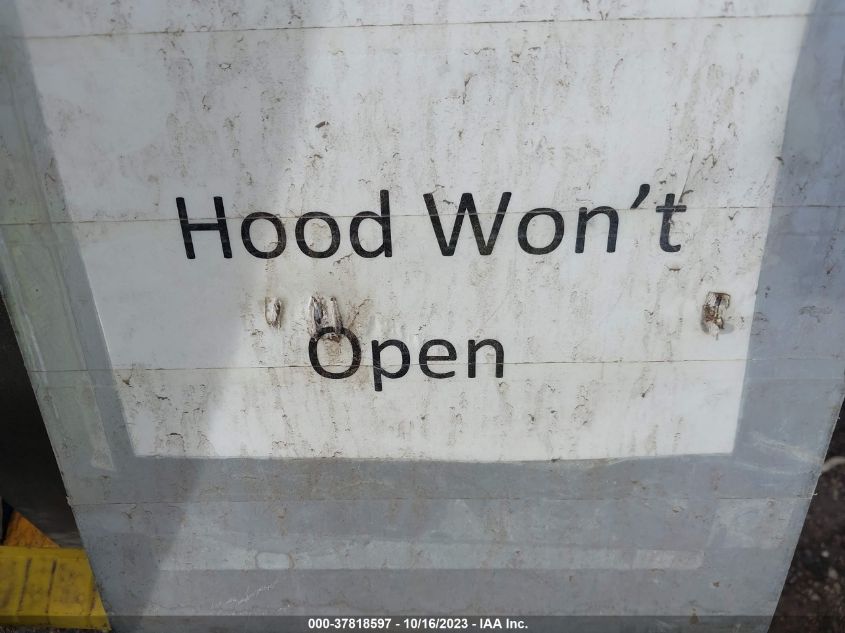 Hood Won’t
Open
000-37818597 - 10/16/2023 - IAA Inc.